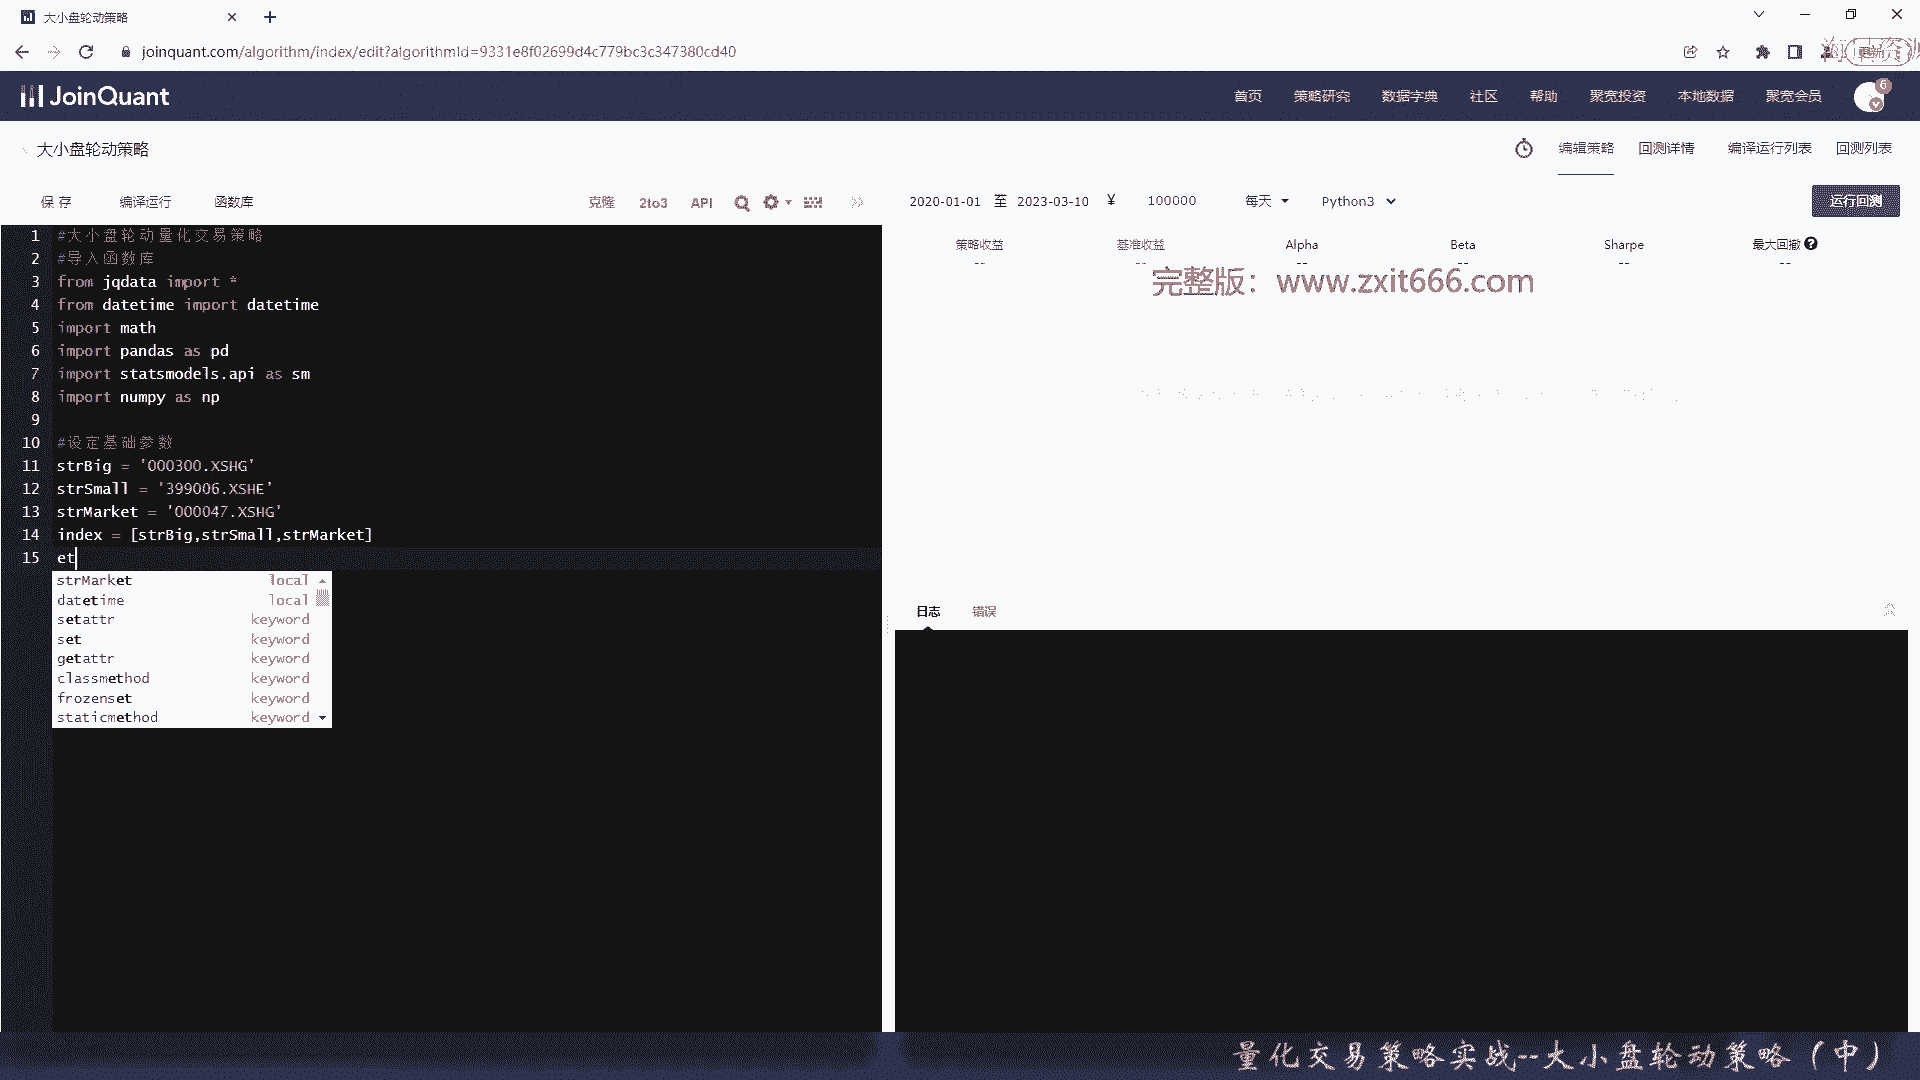 大小盘轮动策略
joinquant.com/algorithm/index/edit?algorithmId=9331e8f02699d4c779bc3c347380cd40
JoinQuant
首页 策略研究 数据字典 社区 帮助 聚宽投资 本地数据 聚宽会员 6
大小盘轮动策略
编辑策略 回测详情 编译运行列表 回测列表
保存 编译运行 函数库 克隆 2to3 API
2020-01-01 至 2023-03-10 ¥ 100000 每天 Python3 运行回测
策略收益 基准收益 Alpha Beta Sharpe 最大回撤
-- -- -- -- -- --
完整版：www.zxit666.com
1 #大小盘轮动量化交易策略
2 #导入函数库
3 from jqdata import *
4 from datetime import datetime
5 import math
6 import pandas as pd
7 import statsmodels.api as sm
8 import numpy as np
9
10 #设定基础参数
11 strBig = '000300.XSHG'
12 strSmall = '399006.XSHE'
13 strMarket = '000047.XSHG'
14 index = [strBig,strSmall,strMarket]
15 et
strMarket local
datetime local
setattr keyword
set keyword
getattr keyword
classmethod keyword
frozenset keyword
staticmethod keyword
日志 错误
量化交易策略实战--大小盘轮动策略（中）